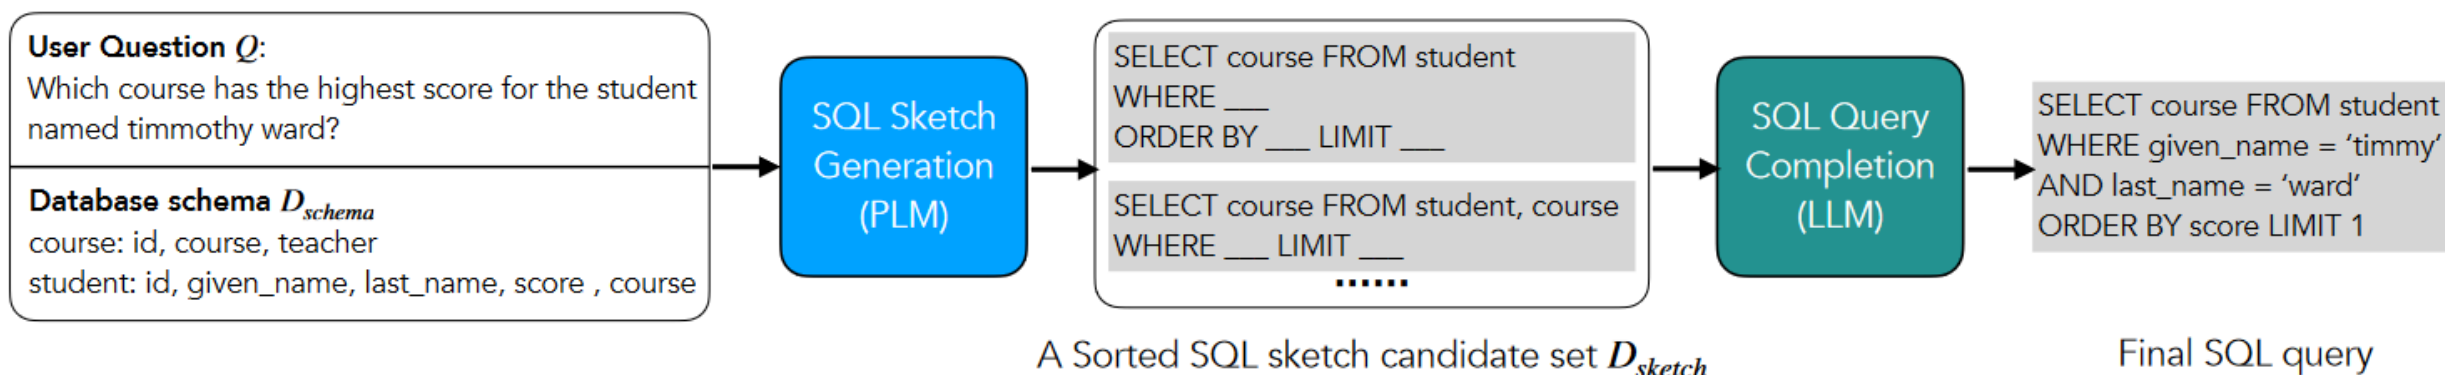 User Question Q:
Which course has the highest score for the student
named timmothy ward?
Database schema D_schema
course: id, course, teacher
student: id, given_name, last_name, score , course
SQL Sketch
Generation
(PLM)
SELECT course FROM student
WHERE ___
ORDER BY ___ LIMIT ___
SELECT course FROM student, course
WHERE ___ LIMIT ___
......
A Sorted SQL sketch candidate set D_sketch
SQL Query
Completion
(LLM)
SELECT course FROM student
WHERE given_name = ‘timmy’
AND last_name = ‘ward’
ORDER BY score LIMIT 1
Final SQL query